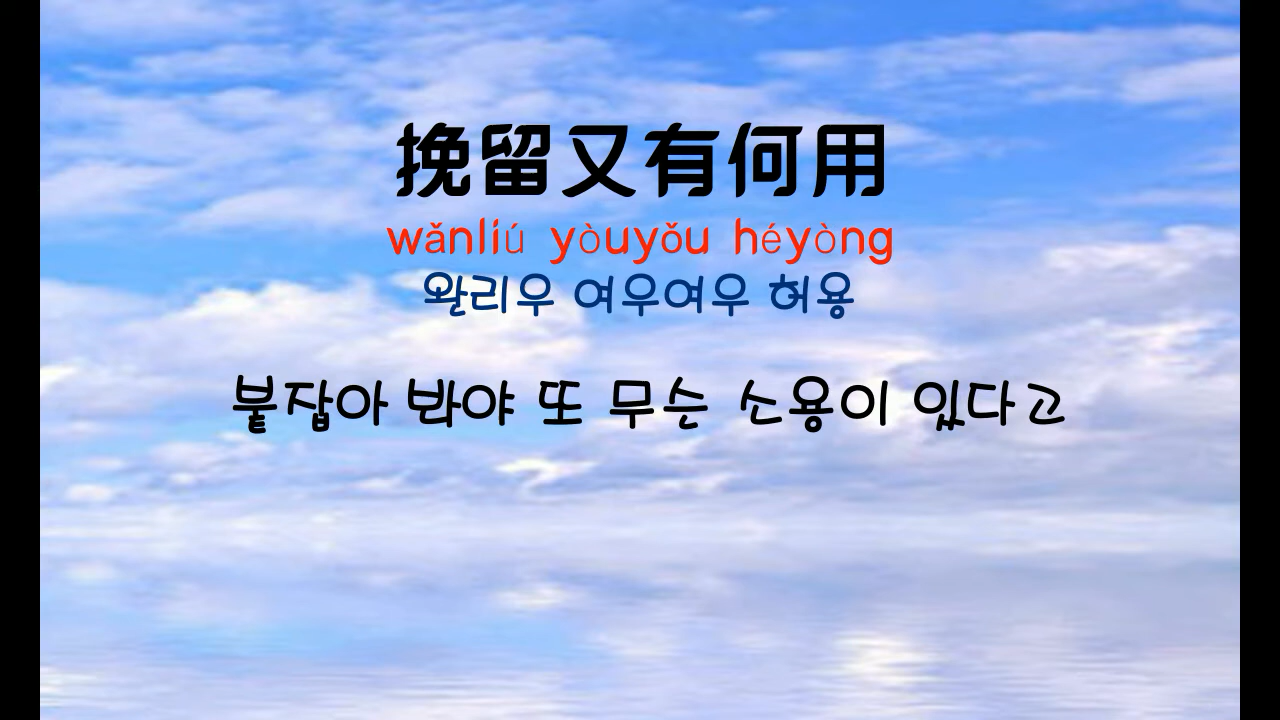 挽留又有何用
wǎnliú yòuyǒu héyòng
완리우 여우여우 허용
붙잡아 봐야 또 무슨 소용이 있다고